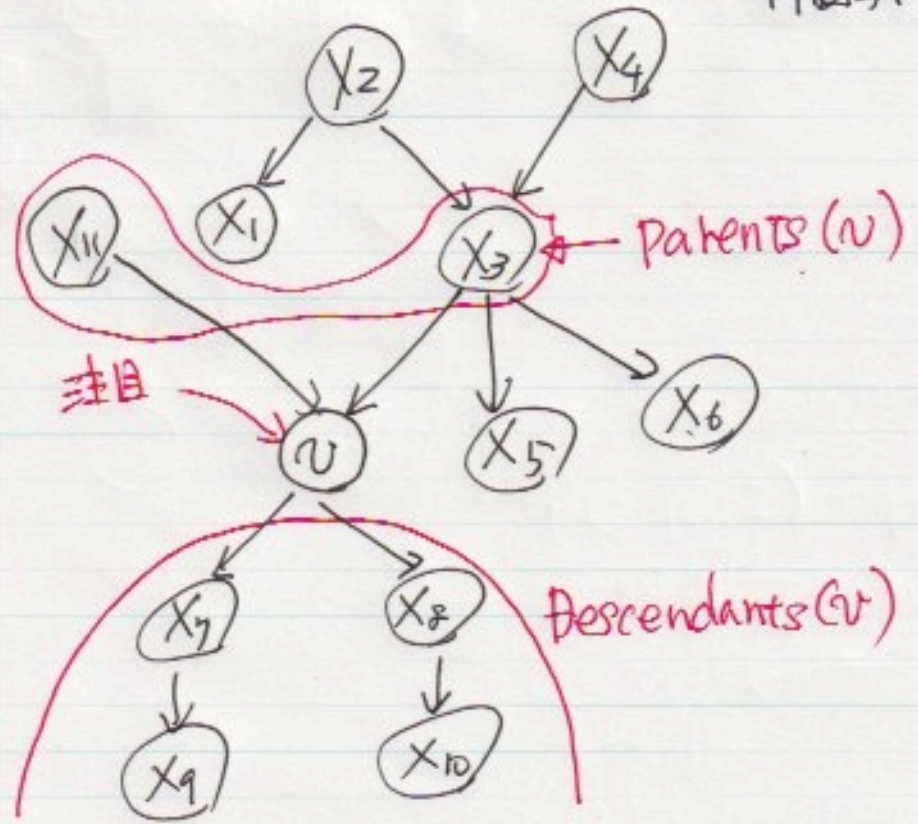 X2
X4
X11
X1
X3
Parents(v)
注目
v
X5
X6
X7
X8
Descendants(v)
X9
X10